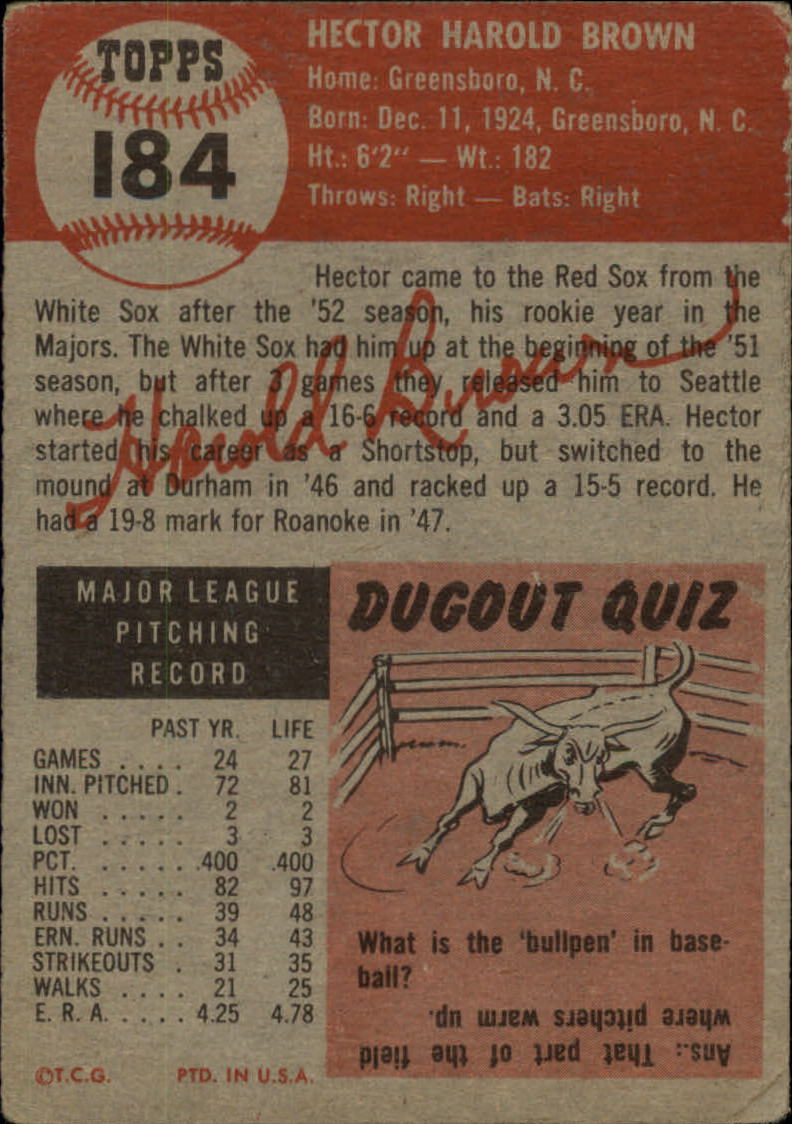 TOPPS
184
HECTOR HAROLD BROWN
Home: Greensboro, N. C.
Born: Dec. 11, 1924, Greensboro, N. C.
Ht.: 6'2" — Wt.: 182
Throws: Right — Bats: Right
Hector came to the Red Sox from the
White Sox after the '52 season, his rookie year in the
Majors. The White Sox had him up at the beginning of the '51
season, but after 3 games they released him to Seattle
where he chalked up a 16-6 record and a 3.05 ERA. Hector
started his career as a Shortstop, but switched to the
mound at Durham in '46 and racked up a 15-5 record. He
had a 19-8 mark for Roanoke in '47.
Harold Brown
MAJOR LEAGUE
PITCHING
RECORD
PAST YR. LIFE
GAMES . . . . 24 27
INN. PITCHED . 72 81
WON . . . . . 2 2
LOST . . . . . 3 3
PCT. . . . . . .400 .400
HITS . . . . . 82 97
RUNS . . . . . 39 48
ERN. RUNS . . 34 43
STRIKEOUTS . 31 35
WALKS . . . . 21 25
E. R. A. . . . . 4.25 4.78
©T.C.G. PTD. IN U.S.A.
DUGOUT QUIZ
What is the 'bullpen' in base-
ball?
Ans.: That part of the field
where pitchers warm up.